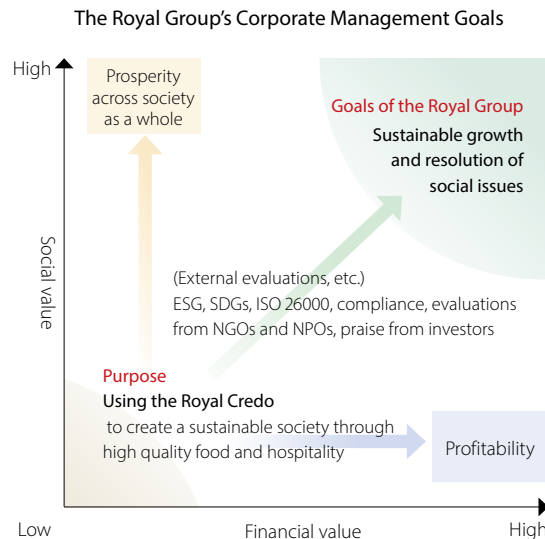 The Royal Group's Corporate Management Goals
High
Prosperity
across society
as a whole
Goals of the Royal Group
Sustainable growth
and resolution of
social issues
Social value
(External evaluations, etc.)
ESG, SDGs, ISO 26000, compliance, evaluations
from NGOs and NPOs, praise from investors
Purpose
Using the Royal Credo
to create a sustainable society through
high quality food and hospitality
Profitability
Low
Financial value
High